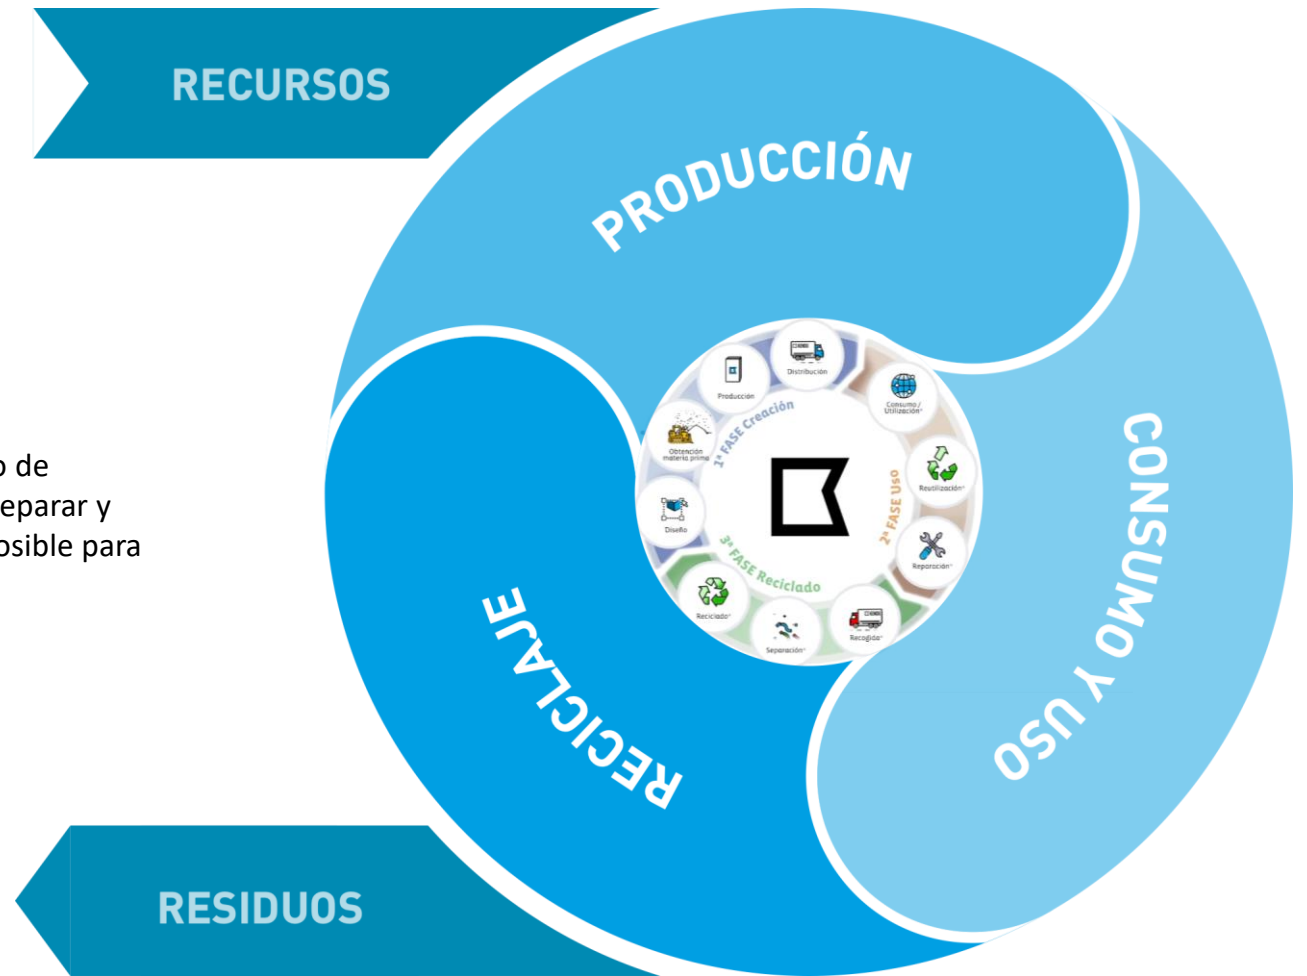 RECURSOS
PRODUCCIÓN
CONSUMO Y USO
RECICLAJE
RESIDUOS
o de
eparar y
osible para
1ª FASE Creación
Diseño
Obtención
materia prima
Producción
Distribución
2ª FASE Uso
Consumo /
Utilización*
Reutilización*
Reparación*
3ª FASE Reciclado
Recogida*
Separación*
Reciclado*